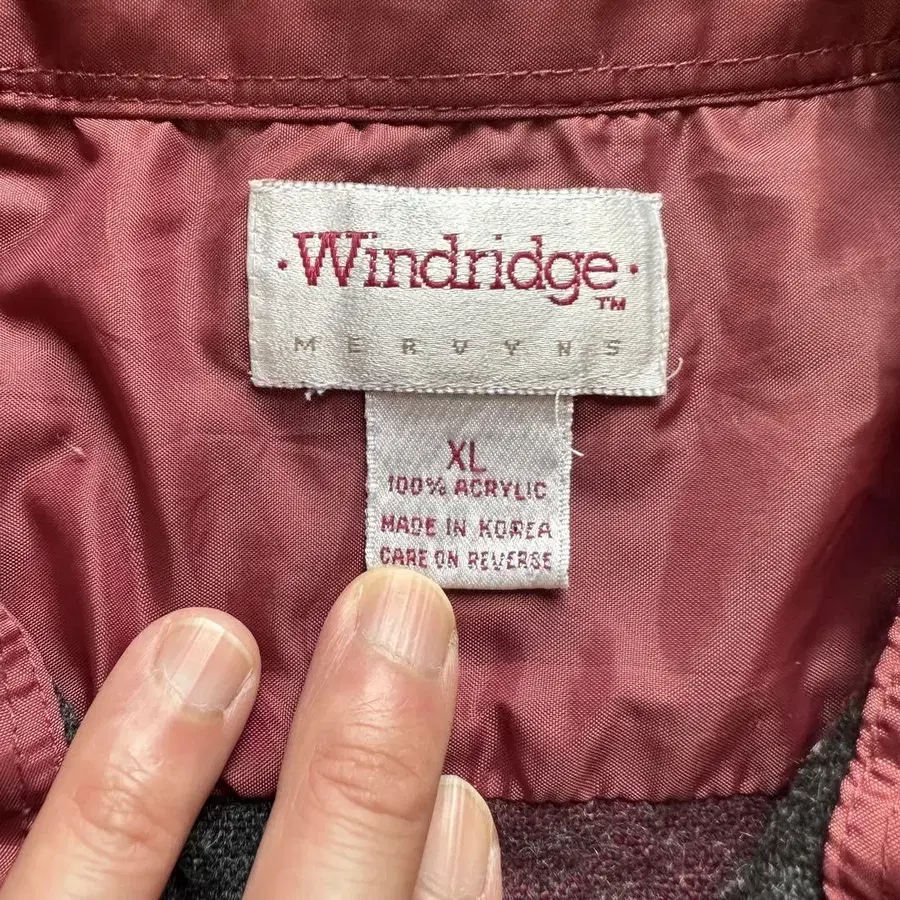 ·Windridge·™
MERVYNS
XL
100% ACRYLIC
MADE IN KOREA
CARE ON REVERSE